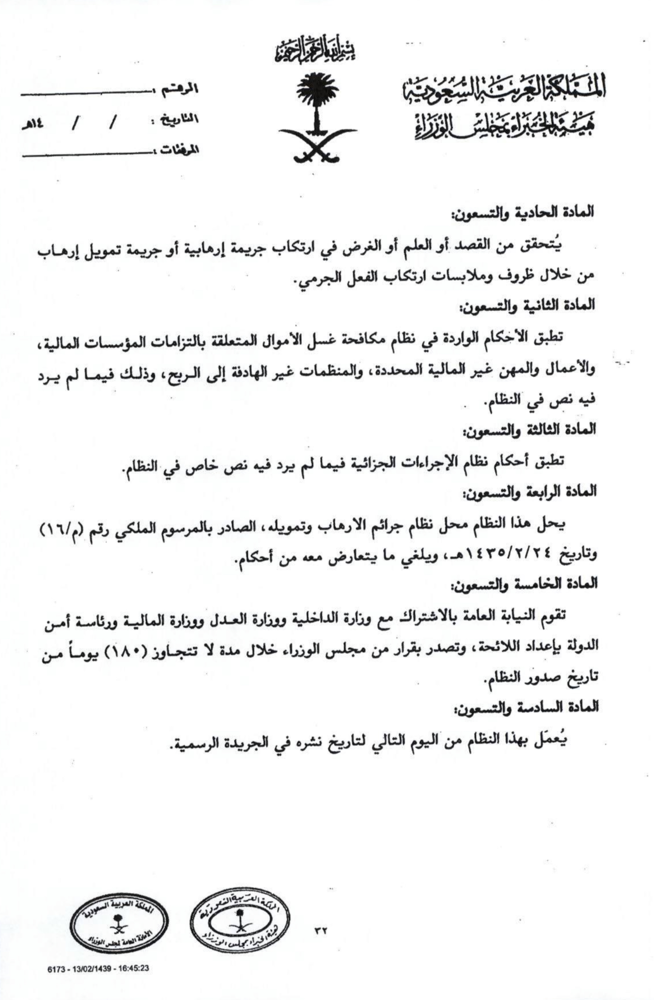 بسم الله الرحمن الرحيم
المملكة العربية السعودية
هيئة الخبراء بمجلس الوزراء
الرقم :
التاريخ : / / ١٤هـ
المرفقات :
المادة الحادية والتسعون:
يُتحقق من القصد أو العلم أو الغرض في ارتكاب جريمة إرهابية أو جريمة تمويل إرهاب
من خلال ظروف وملابسات ارتكاب الفعل الجرمي.
المادة الثانية والتسعون:
تطبق الأحكام الواردة في نظام مكافحة غسل الأموال المتعلقة بالتزامات المؤسسات المالية،
والأعمال والمهن غير المالية المحددة، والمنظمات غير الهادفة إلى الربح، وذلك فيما لم يرد
فيه نص في النظام.
المادة الثالثة والتسعون:
تطبق أحكام نظام الإجراءات الجزائية فيما لم يرد فيه نص خاص في النظام.
المادة الرابعة والتسعون:
يحل هذا النظام محل نظام جرائم الارهاب وتمويله، الصادر بالمرسوم الملكي رقم (م/١٦)
وتاريخ ١٤٣٥/٢/٢٤هـ، ويلغي ما يتعارض معه من أحكام.
المادة الخامسة والتسعون:
تقوم النيابة العامة بالاشتراك مع وزارة الداخلية ووزارة العدل ووزارة المالية ورئاسة أمن
الدولة بإعداد اللائحة، وتصدر بقرار من مجلس الوزراء خلال مدة لا تتجاوز (١٨٠) يوماً من
تاريخ صدور النظام.
المادة السادسة والتسعون:
يُعمَل بهذا النظام من اليوم التالي لتاريخ نشره في الجريدة الرسمية.
المملكة العربية السعودية
هيئة الخبراء بمجلس الوزراء
المملكة العربية السعودية
الأمانة العامة لمجلس الوزراء
٣٢
6173 - 13/02/1439 - 16:45:23